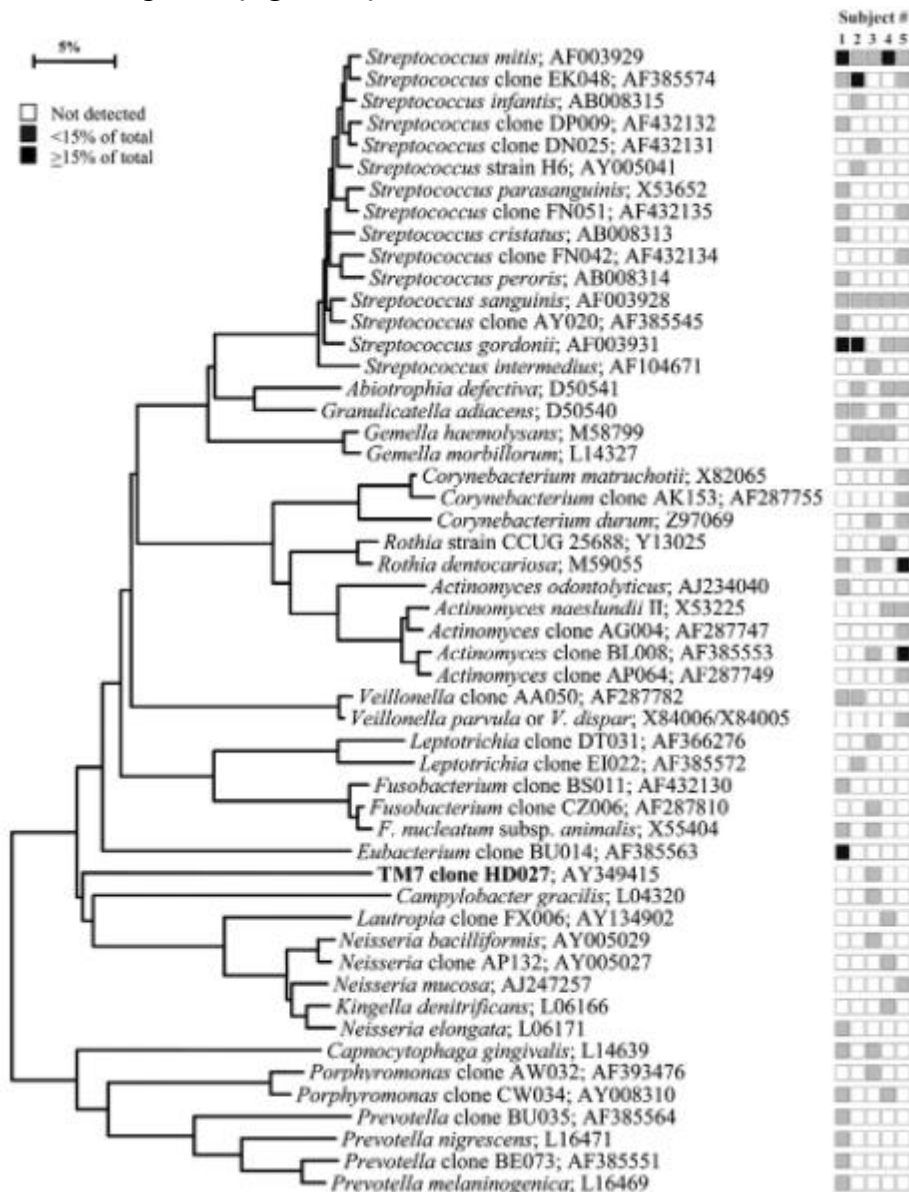 Subject #
1 2 3 4 5
5%
Not detected
<15% of total
≥15% of total
Streptococcus mitis; AF003929
Streptococcus clone EK048; AF385574
Streptococcus infantis; AB008315
Streptococcus clone DP009; AF432132
Streptococcus clone DN025; AF432131
Streptococcus strain H6; AY005041
Streptococcus parasanguinis; X53652
Streptococcus clone FN051; AF432135
Streptococcus cristatus; AB008313
Streptococcus clone FN042; AF432134
Streptococcus peroris; AB008314
Streptococcus sanguinis; AF003928
Streptococcus clone AY020; AF385545
Streptococcus gordonii; AF003931
Streptococcus intermedius; AF104671
Abiotrophia defectiva; D50541
Granulicatella adiacens; D50540
Gemella haemolysans; M58799
Gemella morbillorum; L14327
Corynebacterium matruchotii; X82065
Corynebacterium clone AK153; AF287755
Corynebacterium durum; Z97069
Rothia strain CCUG 25688; Y13025
Rothia dentocariosa; M59055
Actinomyces odontolyticus; AJ234040
Actinomyces naeslundii II; X53225
Actinomyces clone AG004; AF287747
Actinomyces clone BL008; AF385553
Actinomyces clone AP064; AF287749
Veillonella clone AA050; AF287782
Veillonella parvula or V. dispar; X84006/X84005
Leptotrichia clone DT031; AF366276
Leptotrichia clone EI022; AF385572
Fusobacterium clone BS011; AF432130
Fusobacterium clone CZ006; AF287810
F. nucleatum subsp. animalis; X55404
Eubacterium clone BU014; AF385563
TM7 clone HD027; AY349415
Campylobacter gracilis; L04320
Lautropia clone FX006; AY134902
Neisseria bacilliformis; AY005029
Neisseria clone AP132; AY005027
Neisseria mucosa; AJ247257
Kingella denitrificans; L06166
Neisseria elongata; L06171
Capnocytophaga gingivalis; L14639
Porphyromonas clone AW032; AF393476
Porphyromonas clone CW034; AY008310
Prevotella clone BU035; AF385564
Prevotella nigrescens; L16471
Prevotella clone BE073; AF385551
Prevotella melaninogenica; L16469